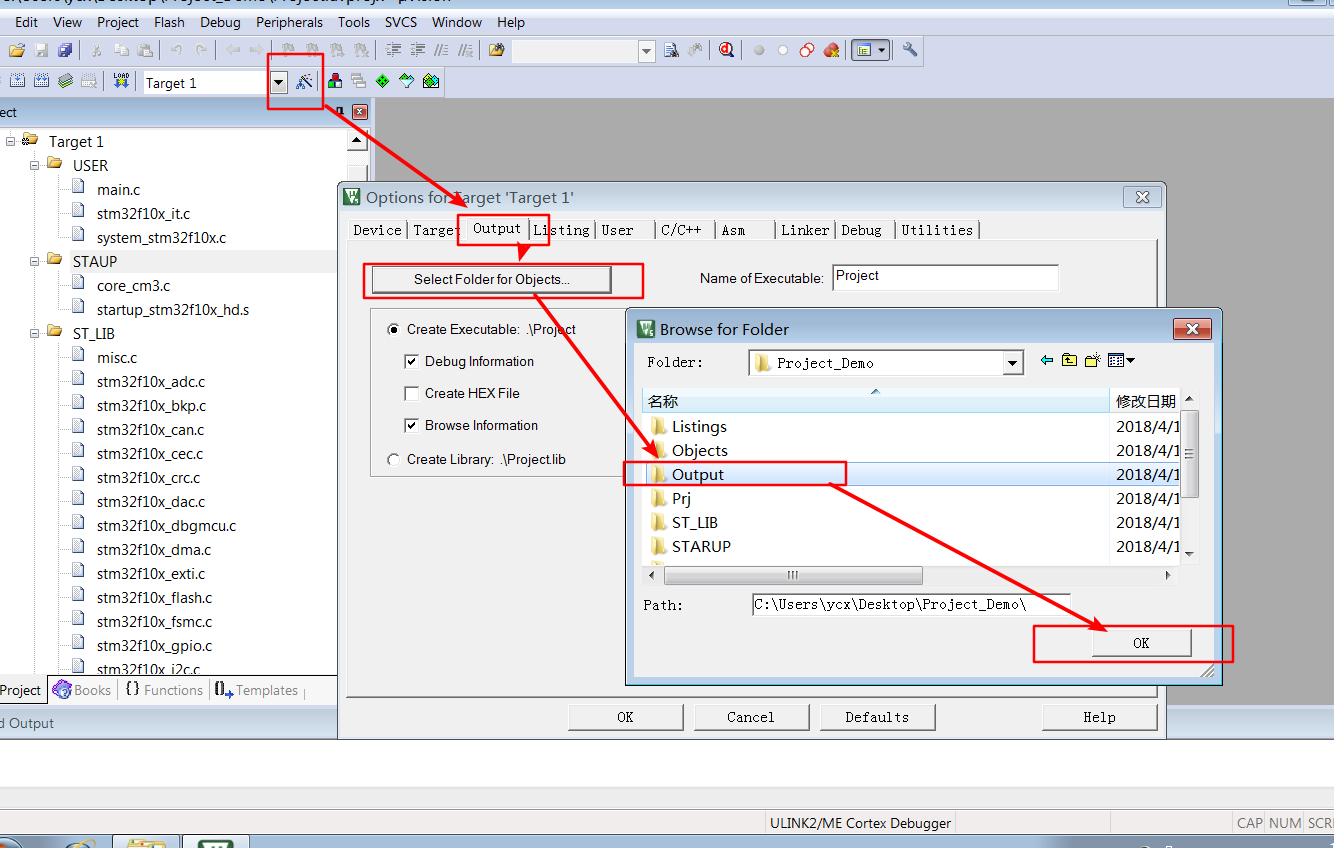 Edit View Project Flash Debug Peripherals Tools SVCS Window Help
LOAD Target 1
ect
Target 1
USER
main.c
stm32f10x_it.c
system_stm32f10x.c
STAUP
core_cm3.c
startup_stm32f10x_hd.s
ST_LIB
misc.c
stm32f10x_adc.c
stm32f10x_bkp.c
stm32f10x_can.c
stm32f10x_cec.c
stm32f10x_crc.c
stm32f10x_dac.c
stm32f10x_dbgmcu.c
stm32f10x_dma.c
stm32f10x_exti.c
stm32f10x_flash.c
stm32f10x_fsmc.c
stm32f10x_gpio.c
stm32f10x_i2c.c
Project Books {} Functions Templates
d Output
Options for Target 'Target 1'
Device Target Output Listing User C/C++ Asm Linker Debug Utilities
Select Folder for Objects... Name of Executable: Project
Create Executable: .\Project
Debug Information
Create HEX File
Browse Information
Create Library: .\Project.lib
Browse for Folder
Folder: Project_Demo
名称 修改日期
Listings 2018/4/1
Objects 2018/4/1
Output 2018/4/1
Prj 2018/4/1
ST_LIB 2018/4/1
STARUP 2018/4/1
Path: C:\Users\ycx\Desktop\Project_Demo\
OK
OK Cancel Defaults Help
ULINK2/ME Cortex Debugger CAP NUM SCR